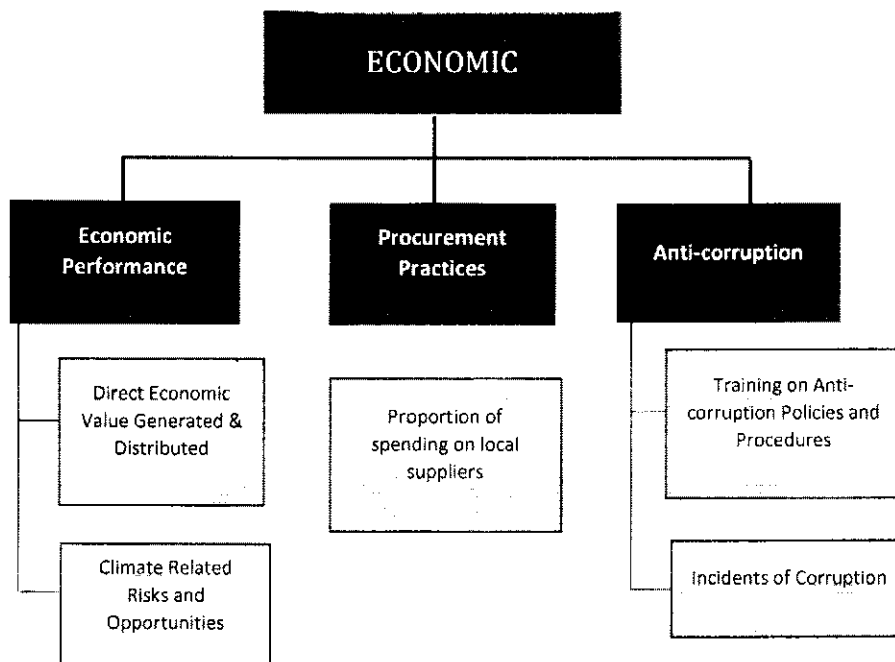 ECONOMIC
Economic
Performance
Procurement
Practices
Anti-corruption
Direct Economic
Value Generated &
Distributed
Proportion of
spending on local
suppliers
Training on Anti-
corruption Policies and
Procedures
Climate Related
Risks and
Opportunities
Incidents of Corruption